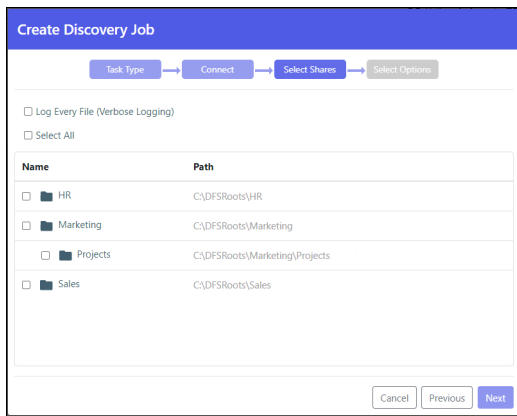 Create Discovery Job
Task Type Connect Select Shares Select Options
Log Every File (Verbose Logging)
Select All
Name Path
HR C:\DFSRoots\HR
Marketing C:\DFSRoots\Marketing
Projects C:\DFSRoots\Marketing\Projects
Sales C:\DFSRoots\Sales
Cancel Previous Next